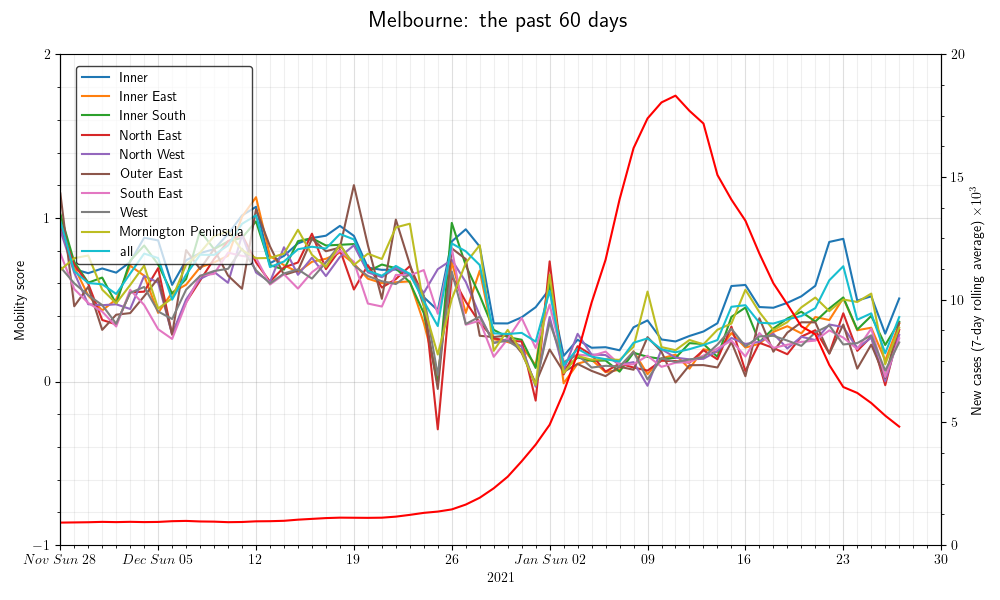 Melbourne: the past 60 days
2
1
0
−1
Mobility score
Inner
Inner East
Inner South
North East
North West
Outer East
South East
West
Mornington Peninsula
all
20
15
10
5
0
New cases (7-day rolling average) ×10³
Nov Sun 28
Dec Sun 05
12
19
26
Jan Sun 02
09
16
23
30
2021